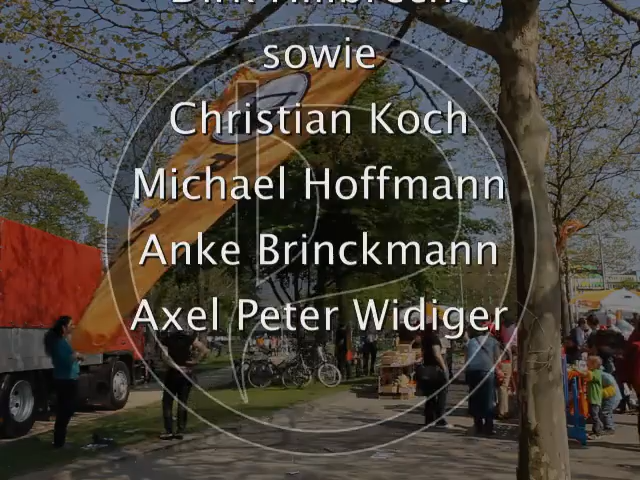 sowie
Christian Koch
Michael Hoffmann
Anke Brinckmann
Axel Peter Widiger